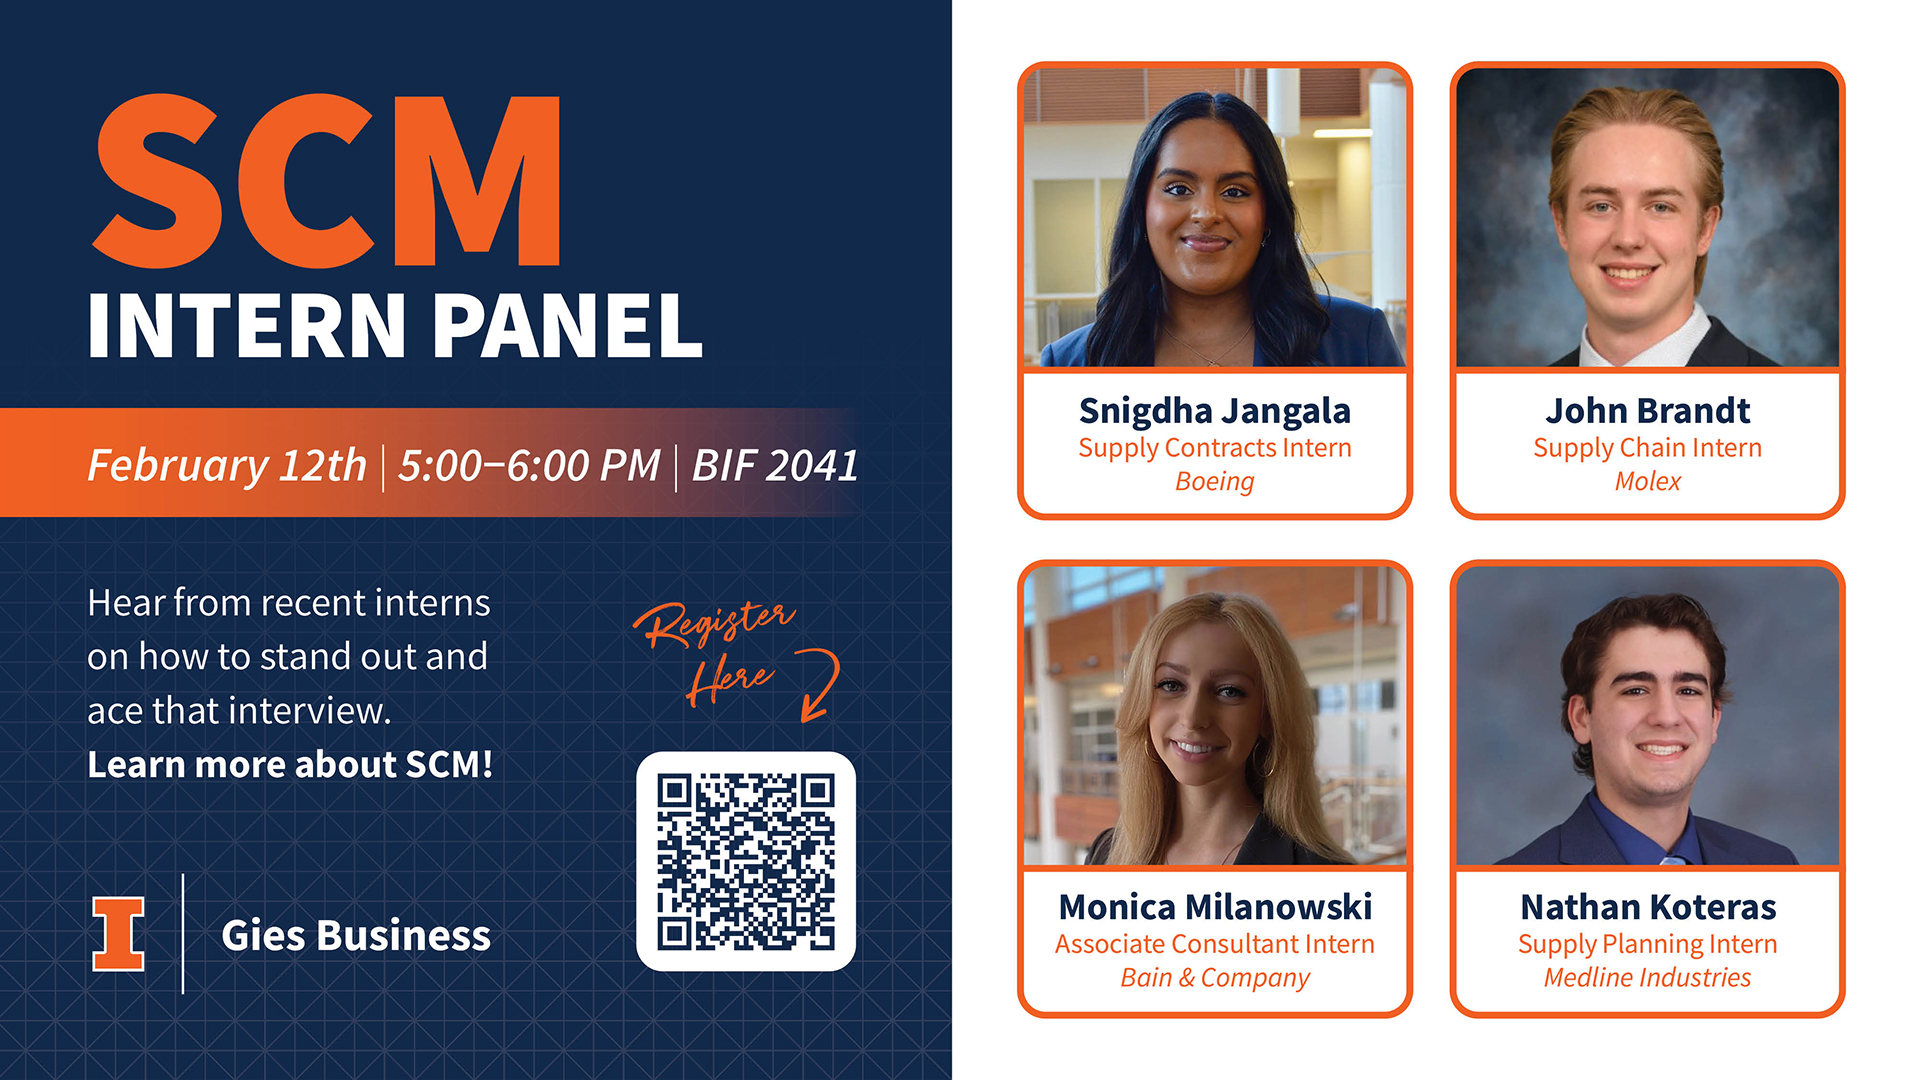 SCM
INTERN PANEL
February 12th | 5:00–6:00 PM | BIF 2041
Hear from recent interns
on how to stand out and
ace that interview.
Learn more about SCM!
Register
Here
I
Gies Business
Snigdha Jangala
Supply Contracts Intern
Boeing
John Brandt
Supply Chain Intern
Molex
Monica Milanowski
Associate Consultant Intern
Bain & Company
Nathan Koteras
Supply Planning Intern
Medline Industries